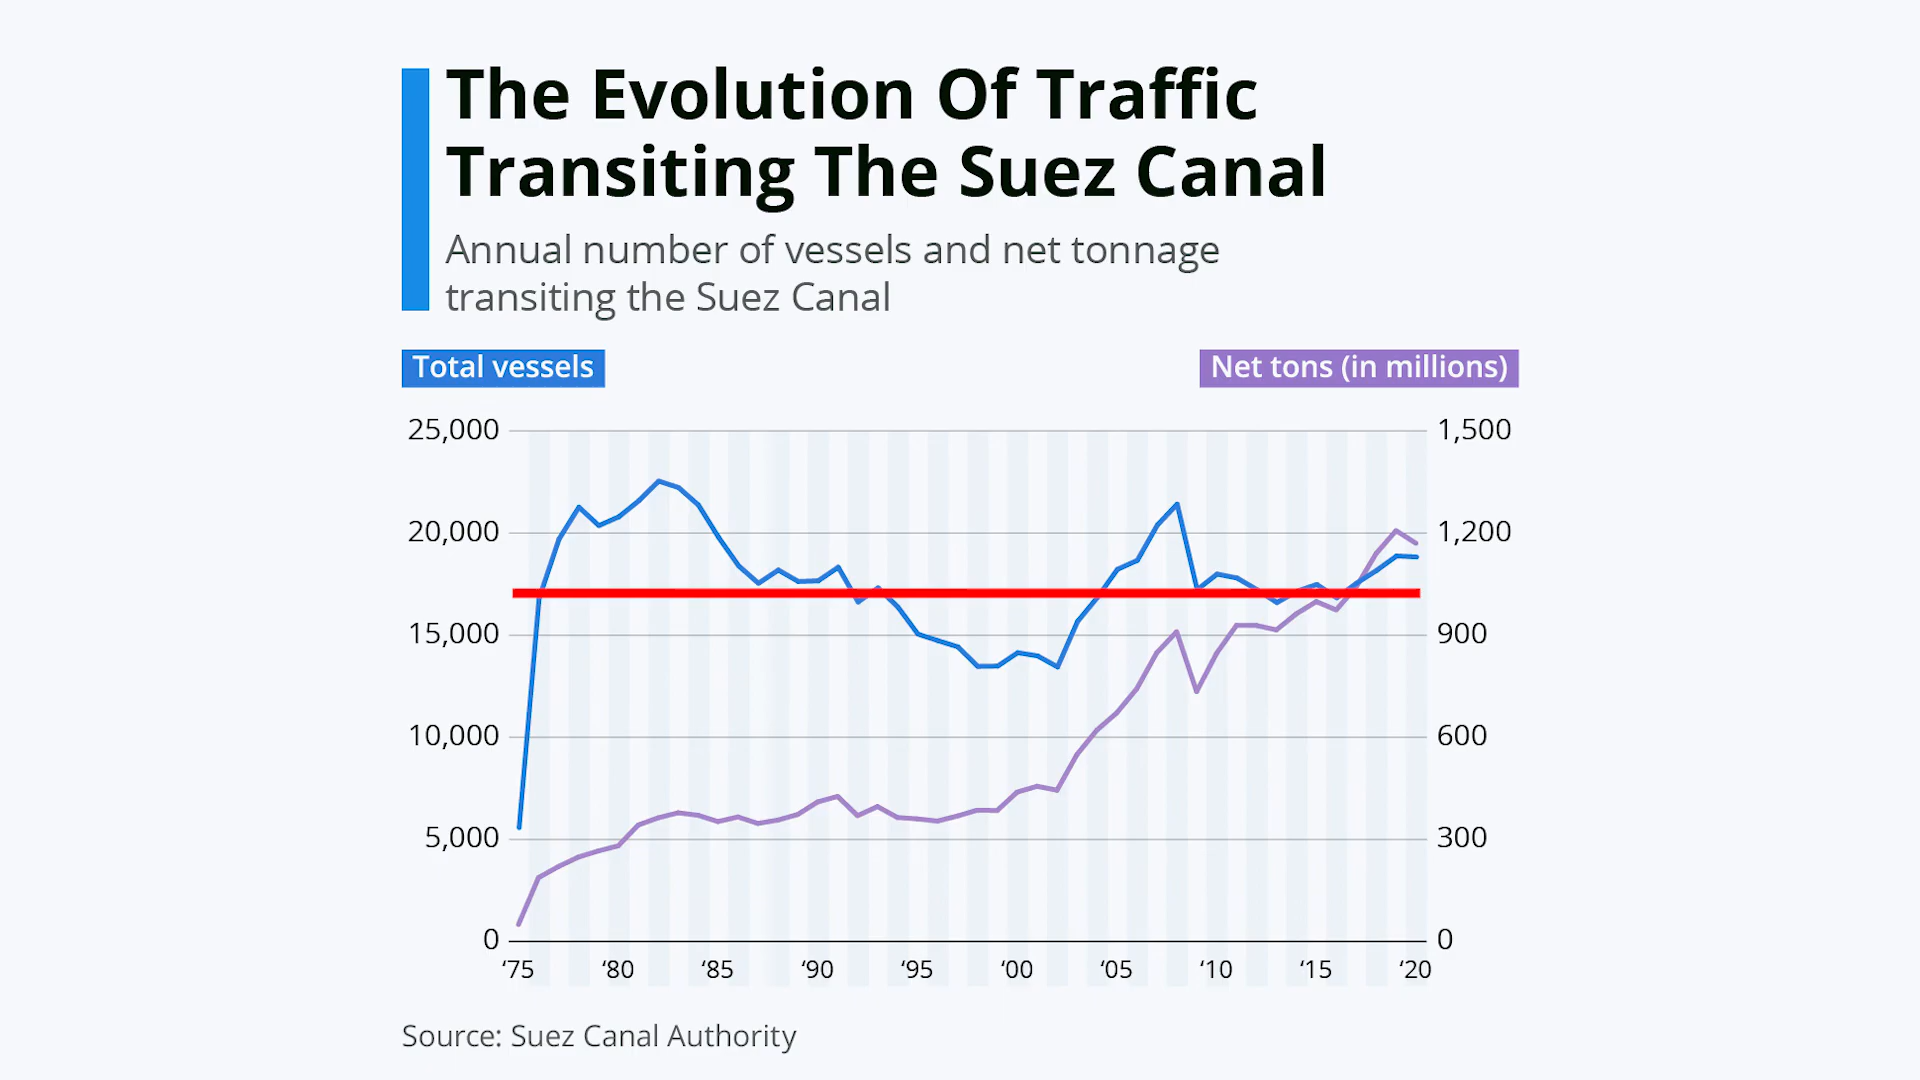 The Evolution Of Traffic
Transiting The Suez Canal
Annual number of vessels and net tonnage
transiting the Suez Canal
Total vessels
Net tons (in millions)
25,000
1,500
20,000
1,200
15,000
900
10,000
600
5,000
300
0
0
‘75 ‘80 ‘85 ‘90 ‘95 ‘00 ‘05 ‘10 ‘15 ‘20
Source: Suez Canal Authority